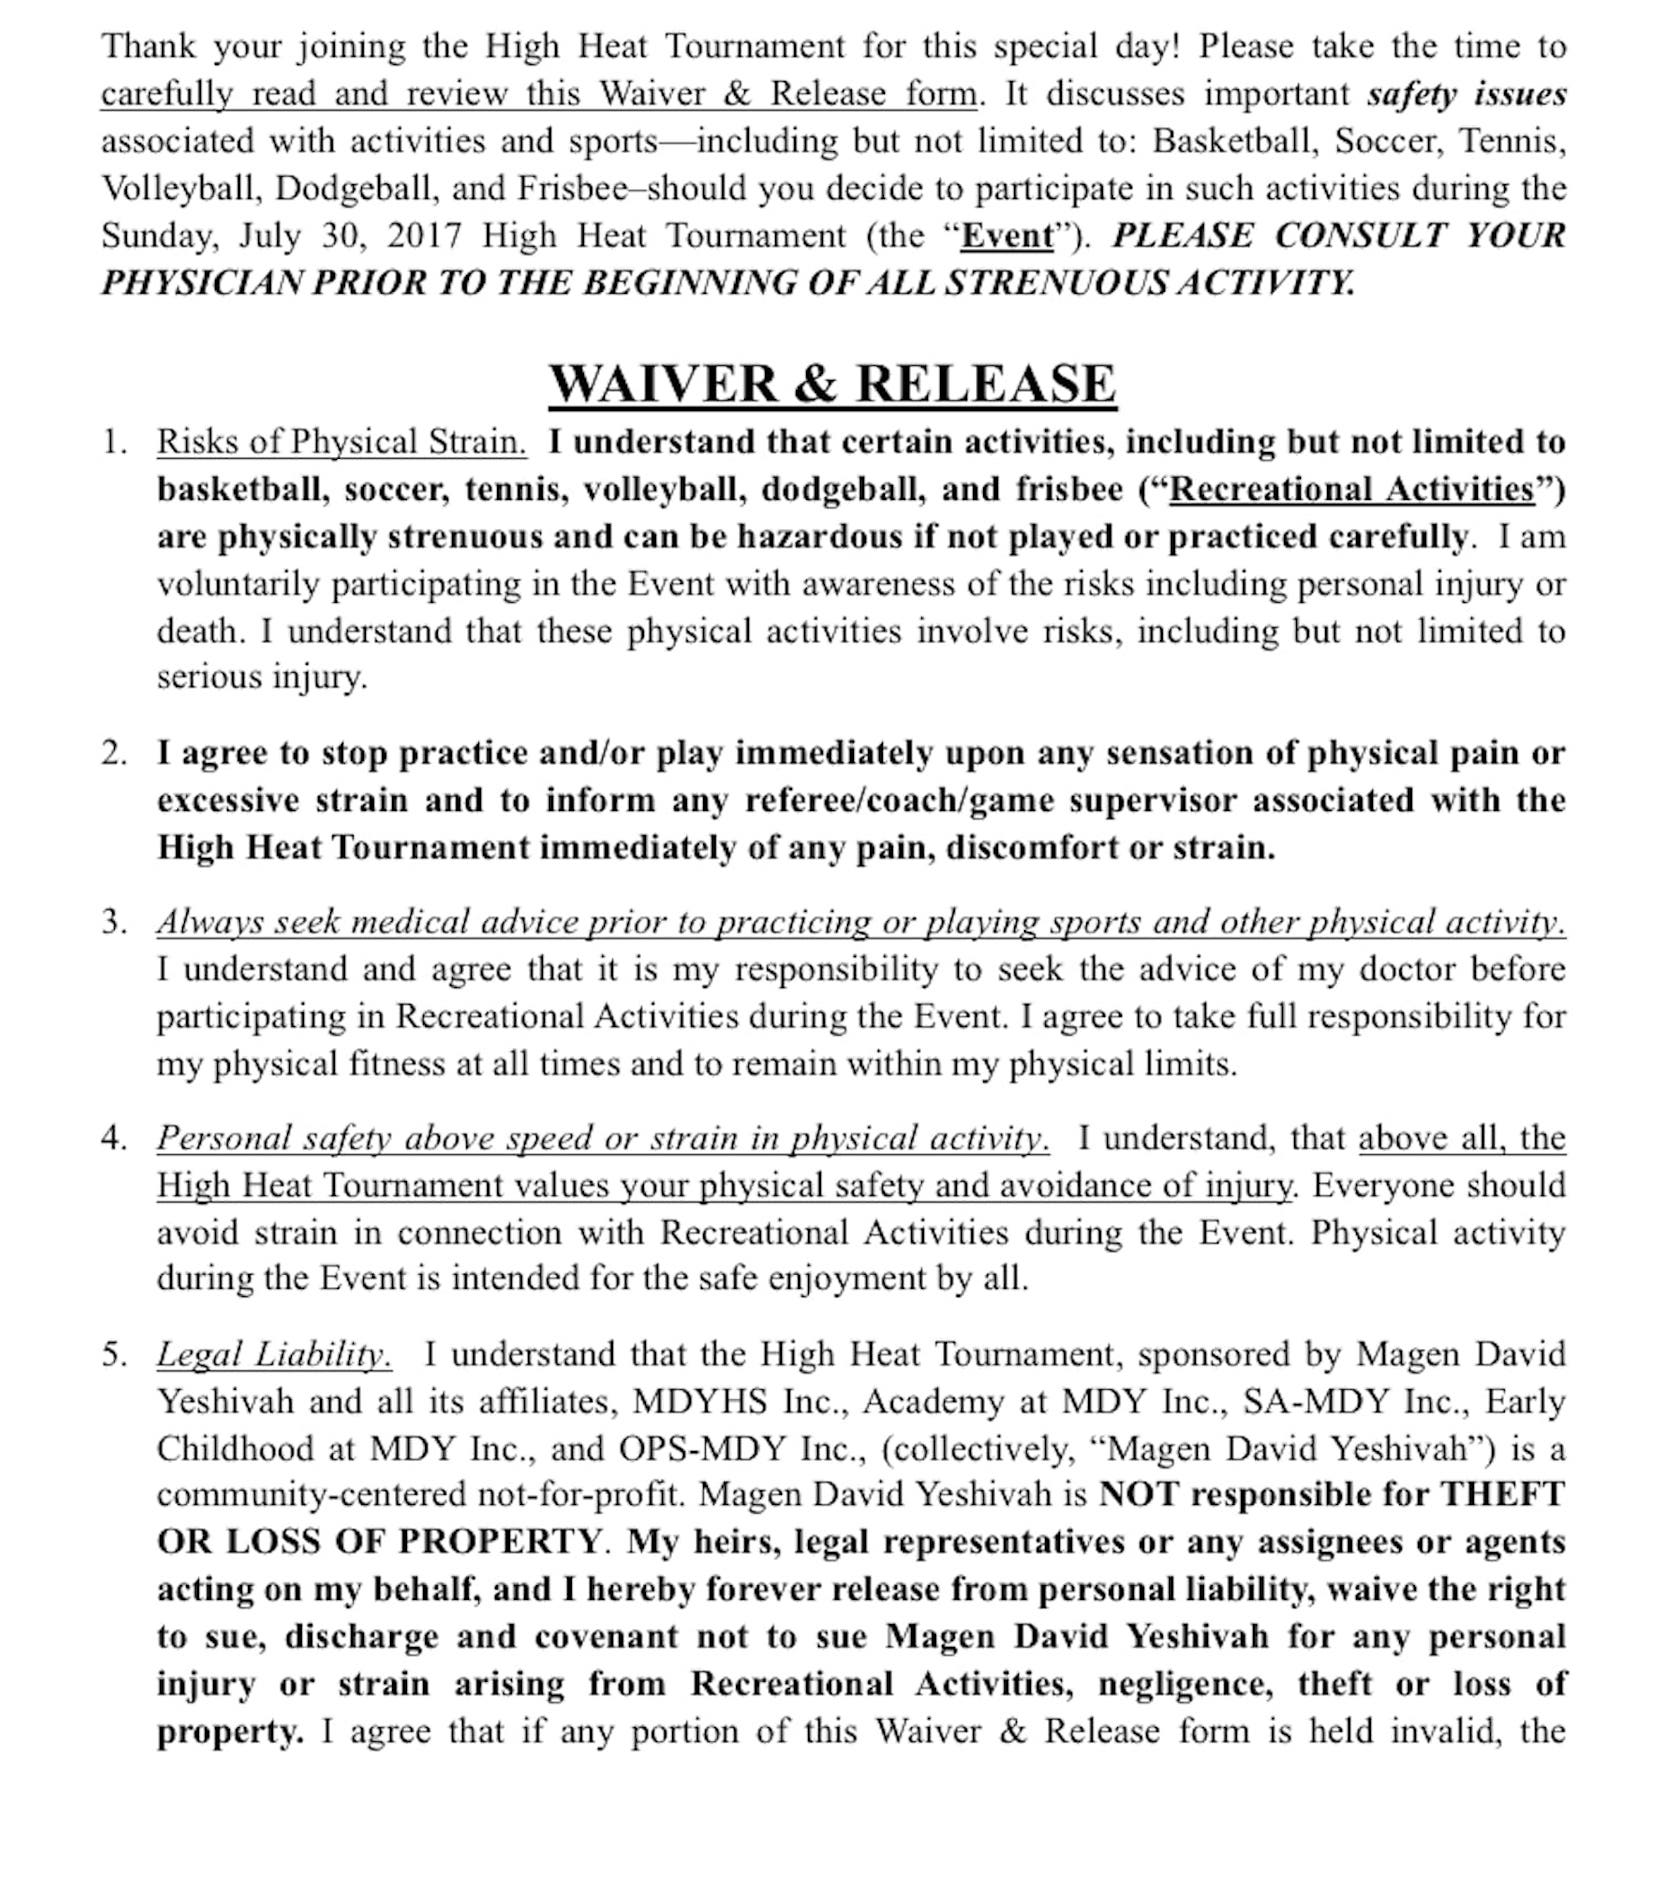 Thank your joining the High Heat Tournament for this special day! Please take the time to
carefully read and review this Waiver & Release form. It discusses important safety issues
associated with activities and sports—including but not limited to: Basketball, Soccer, Tennis,
Volleyball, Dodgeball, and Frisbee–should you decide to participate in such activities during the
Sunday, July 30, 2017 High Heat Tournament (the “Event”). PLEASE CONSULT YOUR
PHYSICIAN PRIOR TO THE BEGINNING OF ALL STRENUOUS ACTIVITY.
WAIVER & RELEASE
1. Risks of Physical Strain. I understand that certain activities, including but not limited to
basketball, soccer, tennis, volleyball, dodgeball, and frisbee (“Recreational Activities”)
are physically strenuous and can be hazardous if not played or practiced carefully. I am
voluntarily participating in the Event with awareness of the risks including personal injury or
death. I understand that these physical activities involve risks, including but not limited to
serious injury.
2. I agree to stop practice and/or play immediately upon any sensation of physical pain or
excessive strain and to inform any referee/coach/game supervisor associated with the
High Heat Tournament immediately of any pain, discomfort or strain.
3. Always seek medical advice prior to practicing or playing sports and other physical activity.
I understand and agree that it is my responsibility to seek the advice of my doctor before
participating in Recreational Activities during the Event. I agree to take full responsibility for
my physical fitness at all times and to remain within my physical limits.
4. Personal safety above speed or strain in physical activity. I understand, that above all, the
High Heat Tournament values your physical safety and avoidance of injury. Everyone should
avoid strain in connection with Recreational Activities during the Event. Physical activity
during the Event is intended for the safe enjoyment by all.
5. Legal Liability. I understand that the High Heat Tournament, sponsored by Magen David
Yeshivah and all its affiliates, MDYHS Inc., Academy at MDY Inc., SA-MDY Inc., Early
Childhood at MDY Inc., and OPS-MDY Inc., (collectively, “Magen David Yeshivah”) is a
community-centered not-for-profit. Magen David Yeshivah is NOT responsible for THEFT
OR LOSS OF PROPERTY. My heirs, legal representatives or any assignees or agents
acting on my behalf, and I hereby forever release from personal liability, waive the right
to sue, discharge and covenant not to sue Magen David Yeshivah for any personal
injury or strain arising from Recreational Activities, negligence, theft or loss of
property. I agree that if any portion of this Waiver & Release form is held invalid, the